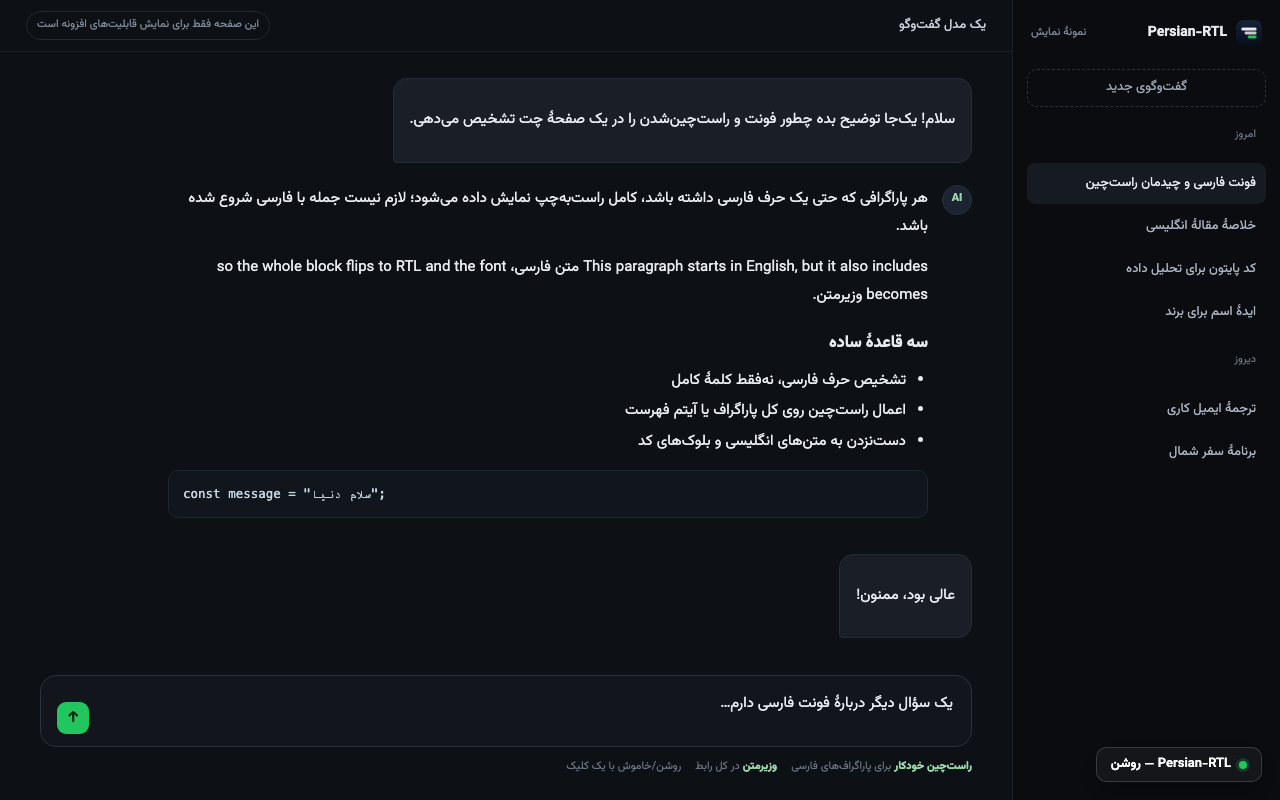 Persian-RTL
نمونهٔ نمایش
گفت‌وگوی جدید
امروز
فونت فارسی و چیدمان راست‌چین
خلاصهٔ مقالهٔ انگلیسی
کد پایتون برای تحلیل داده
ایدهٔ اسم برای برند
دیروز
ترجمهٔ ایمیل کاری
برنامهٔ سفر شمال
Persian-RTL — روشن
یک مدل گفت‌وگو
این صفحه فقط برای نمایش قابلیت‌های افزونه است
سلام! یک‌جا توضیح بده چطور فونت و راست‌چین‌شدن را در یک صفحهٔ چت تشخیص می‌دهی.
AI
هر پاراگرافی که حتی یک حرف فارسی داشته باشد، کامل راست‌به‌چپ نمایش داده می‌شود؛ لازم نیست جمله با فارسی شروع شده
باشد.
This paragraph starts in English, but it also includes متن فارسی، so the whole block flips to RTL and the font
becomes وزیرمتن.
سه قاعدهٔ ساده
• تشخیص حرف فارسی، نه‌فقط کلمهٔ کامل
• اعمال راست‌چین روی کل پاراگراف یا آیتم فهرست
• دست‌نزدن به متن‌های انگلیسی و بلوک‌های کد
const message = "سلام دنیا";
عالی بود، ممنون!
یک سؤال دیگر دربارهٔ فونت فارسی دارم…
راست‌چین خودکار برای پاراگراف‌های فارسی وزیرمتن در کل رابط روشن/خاموش با یک کلیک